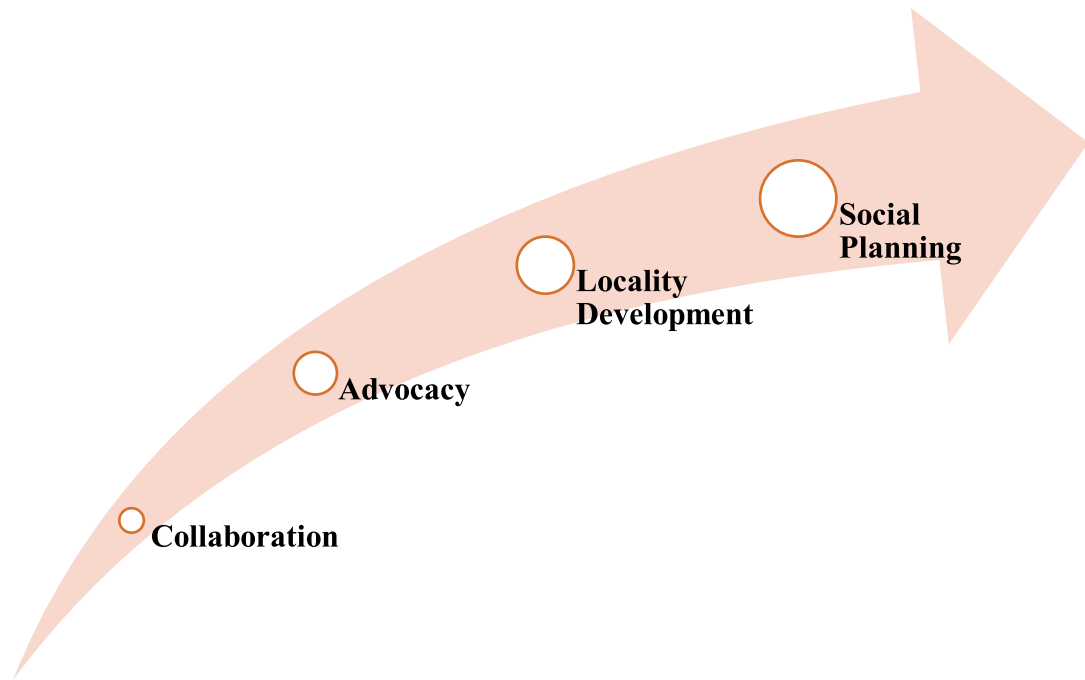 Social
Planning
Locality
Development
Advocacy
Collaboration